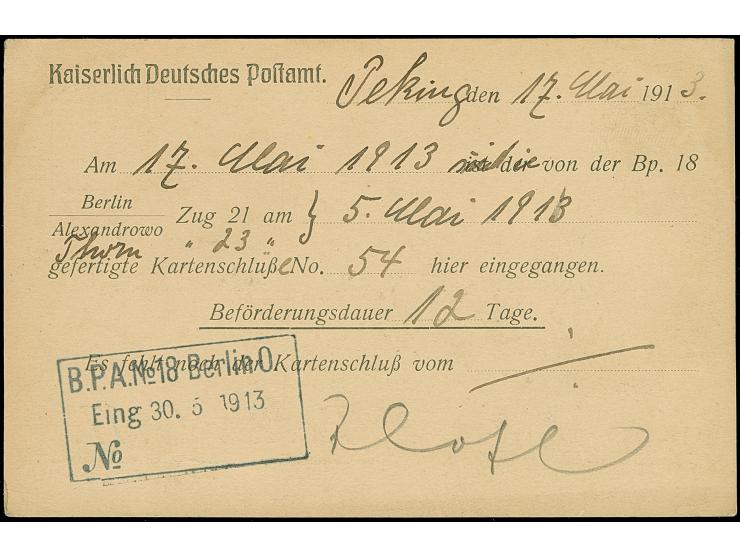 Kaiserlich Deutsches Postamt.
Peking den 17. Mai 1913.
Am 17. Mai 1913 die von der Bp. 18
Berlin
Alexandrowo Zug 21 am } 5. Mai 1913
Thorn " 23 "
gefertigte Kartenschlüße No. 54 hier eingegangen.
Beförderungsdauer 12 Tage.
Es fehlt noch der Kartenschluß vom
B.P.A. No 18 Berlin O.
Eing 30. 5 1913
No